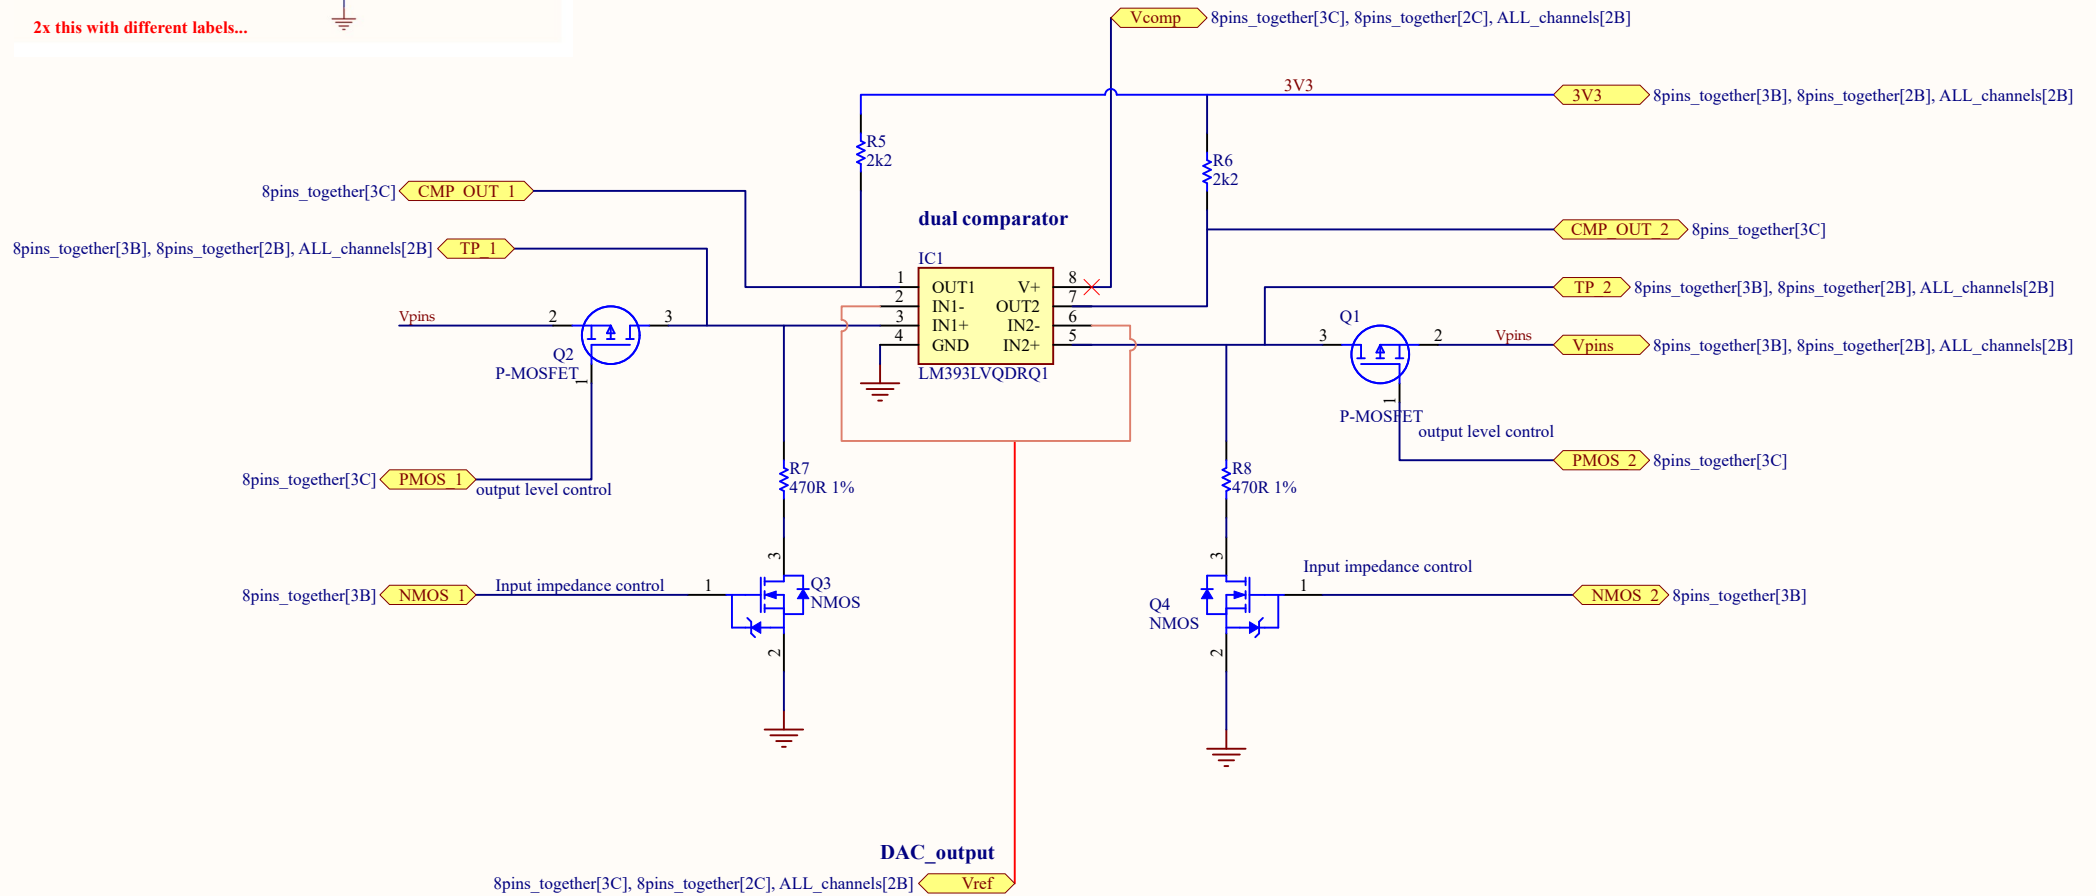 2x this with different labels...
Vcomp 8pins_together[3C], 8pins_together[2C], ALL_channels[2B]
3V3
3V3 8pins_together[3B], 8pins_together[2B], ALL_channels[2B]
R5
2k2
R6
2k2
8pins_together[3C] CMP_OUT_1
dual comparator
CMP_OUT_2 8pins_together[3C]
8pins_together[3B], 8pins_together[2B], ALL_channels[2B] TP_1
IC1
1 OUT1 V+ 8
2 IN1- OUT2 7
3 IN1+ IN2- 6
4 GND IN2+ 5
LM393LVQDRQ1
TP_2 8pins_together[3B], 8pins_together[2B], ALL_channels[2B]
Vpins 2 3
Q2
P-MOSFET
1
Q1
3 2 Vpins
Vpins 8pins_together[3B], 8pins_together[2B], ALL_channels[2B]
1
P-MOSFET
output level control
PMOS_2 8pins_together[3C]
8pins_together[3C] PMOS_1 output level control
R7
470R 1%
R8
470R 1%
8pins_together[3B] NMOS_1 Input impedance control 1
3
Q3
NMOS
2
3
Q4
NMOS
2
Input impedance control
1 NMOS_2 8pins_together[3B]
DAC_output
8pins_together[3C], 8pins_together[2C], ALL_channels[2B] Vref